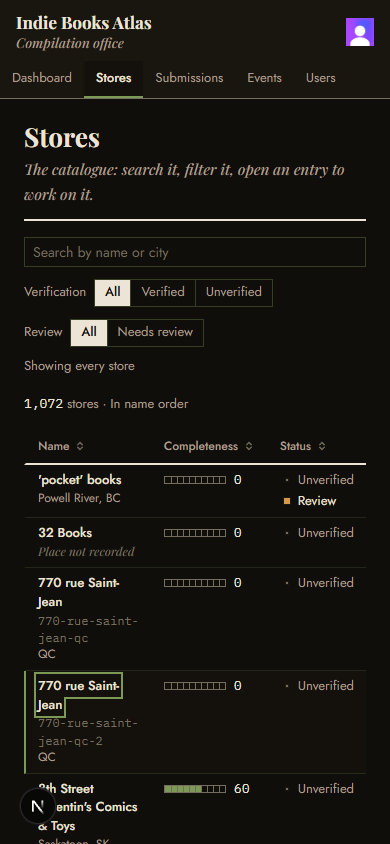 Indie Books Atlas
Compilation office
Dashboard Stores Submissions Events Users
Stores
The catalogue: search it, filter it, open an entry to
work on it.
Search by name or city
Verification All Verified Unverified
Review All Needs review
Showing every store
1,072 stores · In name order
Name Completeness Status
'pocket' books 0 · Unverified
Powell River, BC Review
32 Books 0 · Unverified
Place not recorded
770 rue Saint- 0 · Unverified
Jean
770-rue-saint-
jean-qc
QC
770 rue Saint- 0 · Unverified
Jean
770-rue-saint-
jean-qc-2
QC
8th Street 60 · Unverified
N entin's Comics
& Toys
Saskatoon, SK